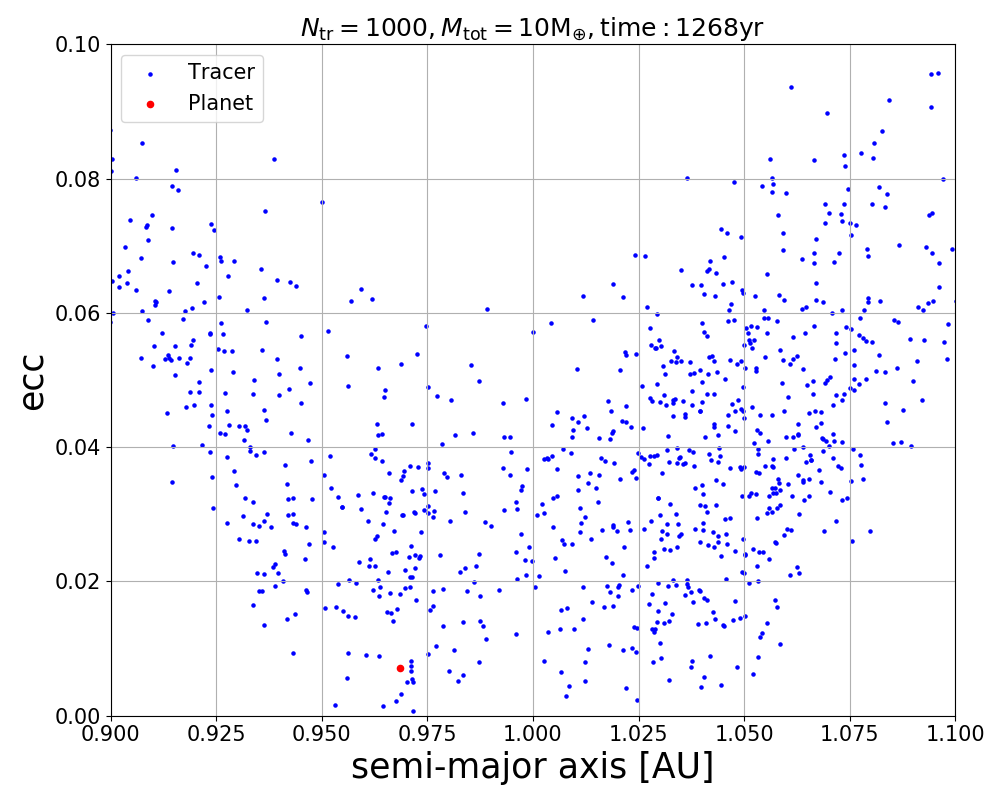 N_tr = 1000, M_tot = 10M_⊕, time : 1268yr
Tracer
Planet
ecc
0.10
0.08
0.06
0.04
0.02
0.00
0.900 0.925 0.950 0.975 1.000 1.025 1.050 1.075 1.100
semi-major axis [AU]